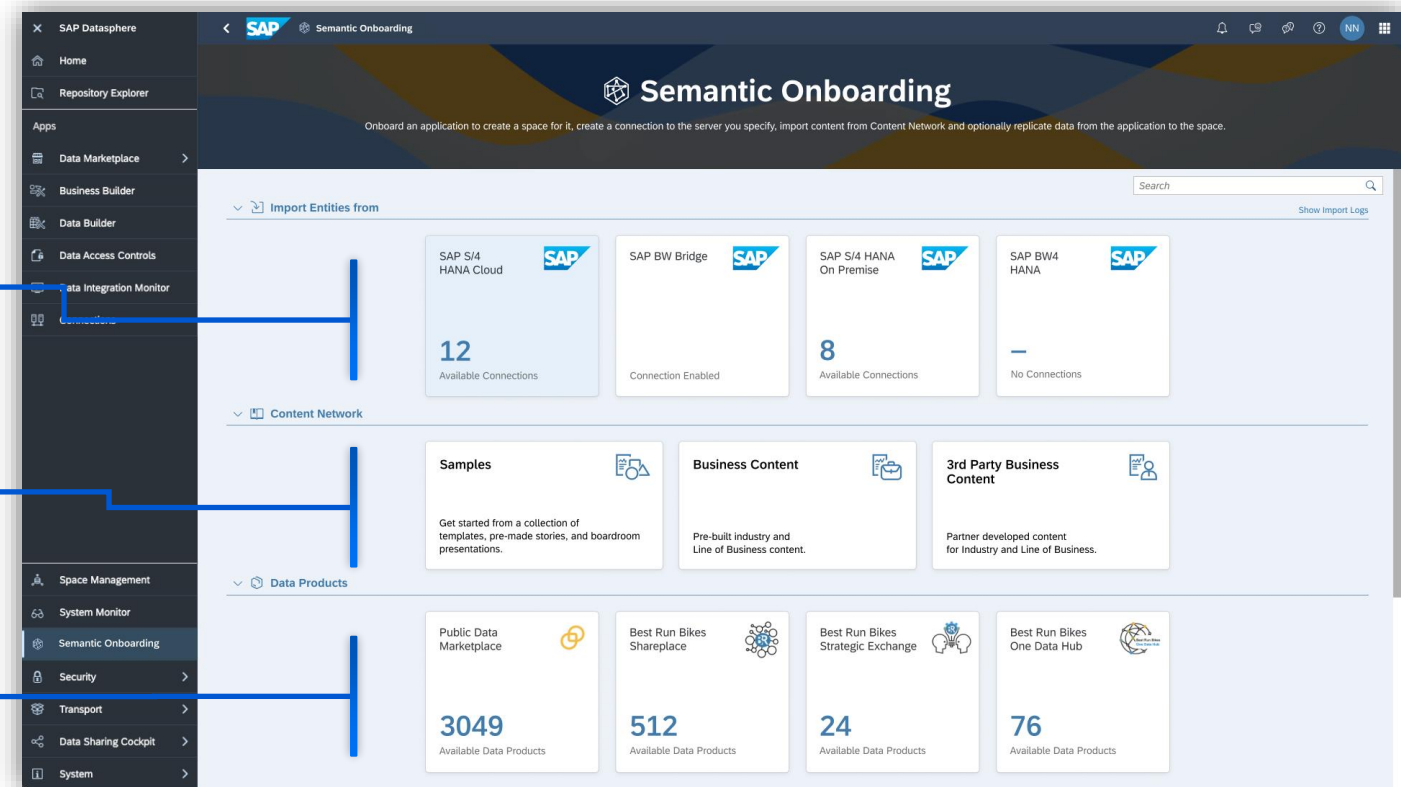 SAP Datasphere
Home
Repository Explorer
Apps
Data Marketplace
Business Builder
Data Builder
Data Access Controls
Data Integration Monitor
Connections
Space Management
System Monitor
Semantic Onboarding
Security
Transport
Data Sharing Cockpit
System
SAP
Semantic Onboarding
NN
Semantic Onboarding
Onboard an application to create a space for it, create a connection to the server you specify, import content from Content Network and optionally replicate data from the application to the space.
Search
Show Import Logs
Import Entities from
SAP S/4
HANA Cloud
SAP
12
Available Connections
SAP BW Bridge
SAP
Connection Enabled
SAP S/4 HANA
On Premise
SAP
8
Available Connections
SAP BW4
HANA
SAP
–
No Connections
Content Network
Samples
Get started from a collection of
templates, pre-made stories, and boardroom
presentations.
Business Content
Pre-built industry and
Line of Business content.
3rd Party Business
Content
Partner developed content
for Industry and Line of Business.
Data Products
Public Data
Marketplace
3049
Available Data Products
Best Run Bikes
Shareplace
512
Available Data Products
Best Run Bikes
Strategic Exchange
24
Available Data Products
Best Run Bikes
One Data Hub
76
Available Data Products